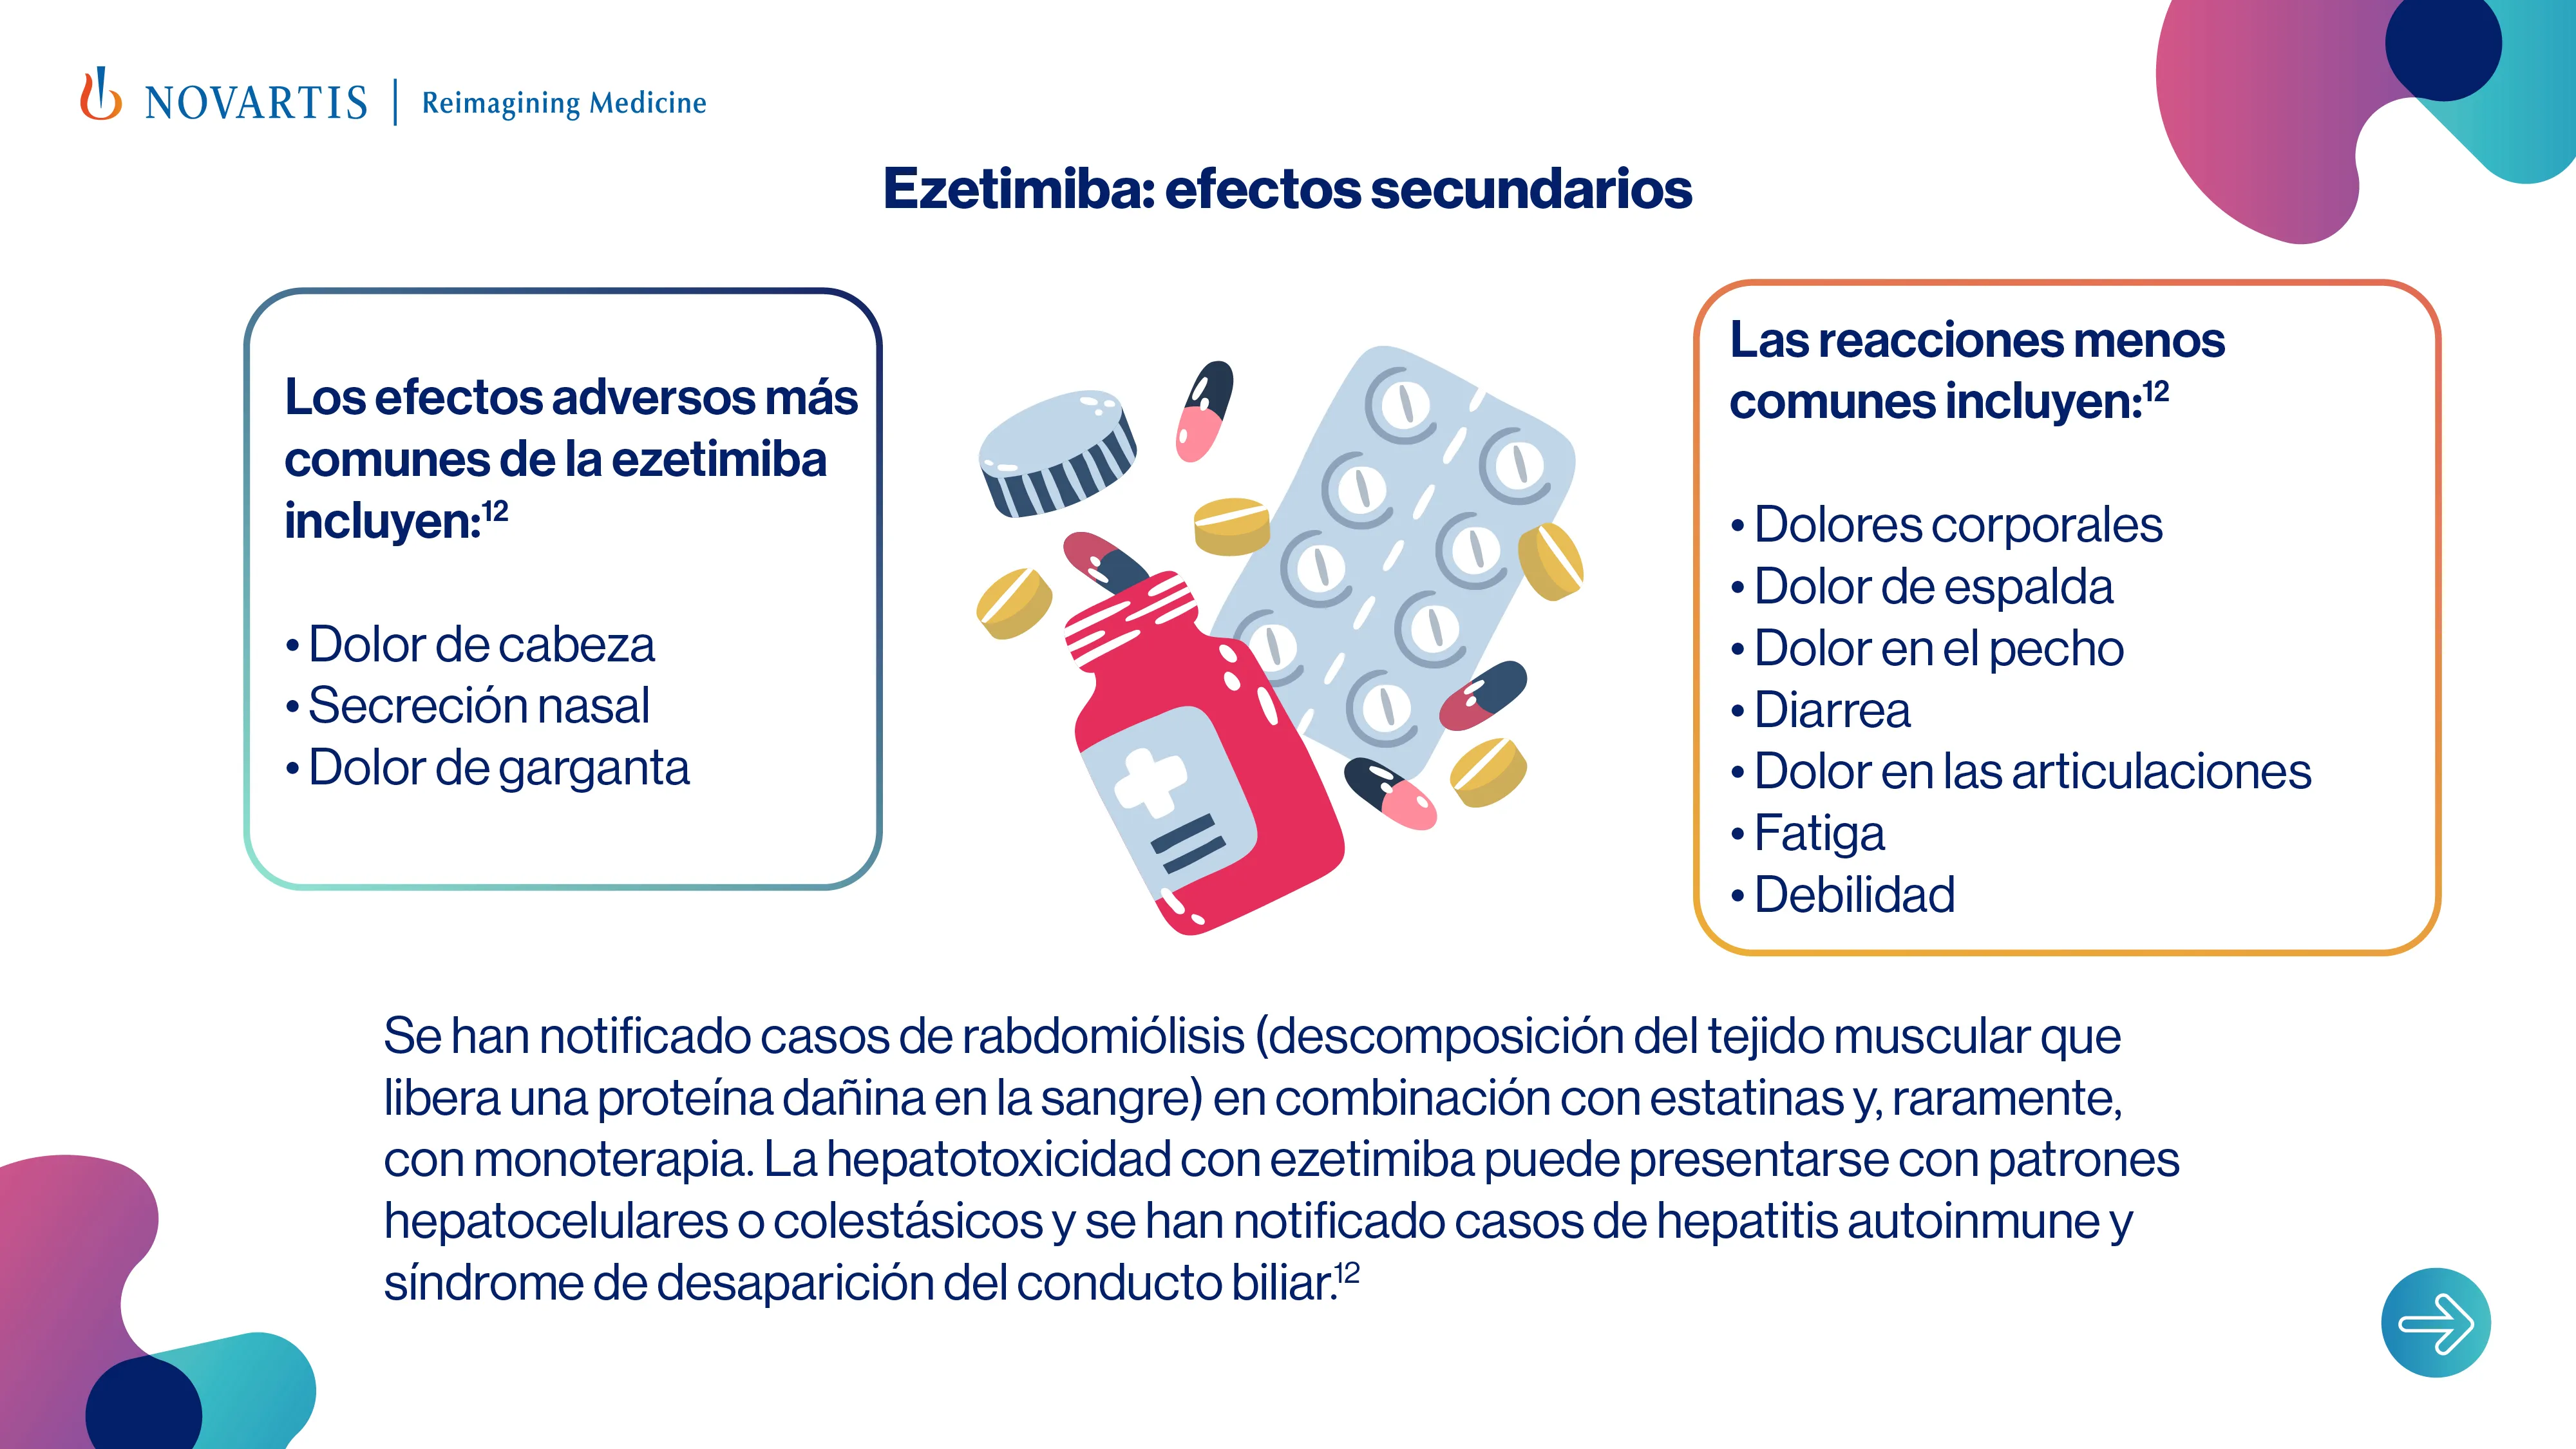 NOVARTIS | Reimagining Medicine
Ezetimiba: efectos secundarios
Los efectos adversos más
comunes de la ezetimiba
incluyen:12
• Dolor de cabeza
• Secreción nasal
• Dolor de garganta
Las reacciones menos
comunes incluyen:12
• Dolores corporales
• Dolor de espalda
• Dolor en el pecho
• Diarrea
• Dolor en las articulaciones
• Fatiga
• Debilidad
Se han notificado casos de rabdomiólisis (descomposición del tejido muscular que
libera una proteína dañina en la sangre) en combinación con estatinas y, raramente,
con monoterapia. La hepatotoxicidad con ezetimiba puede presentarse con patrones
hepatocelulares o colestásicos y se han notificado casos de hepatitis autoinmune y
síndrome de desaparición del conducto biliar.12